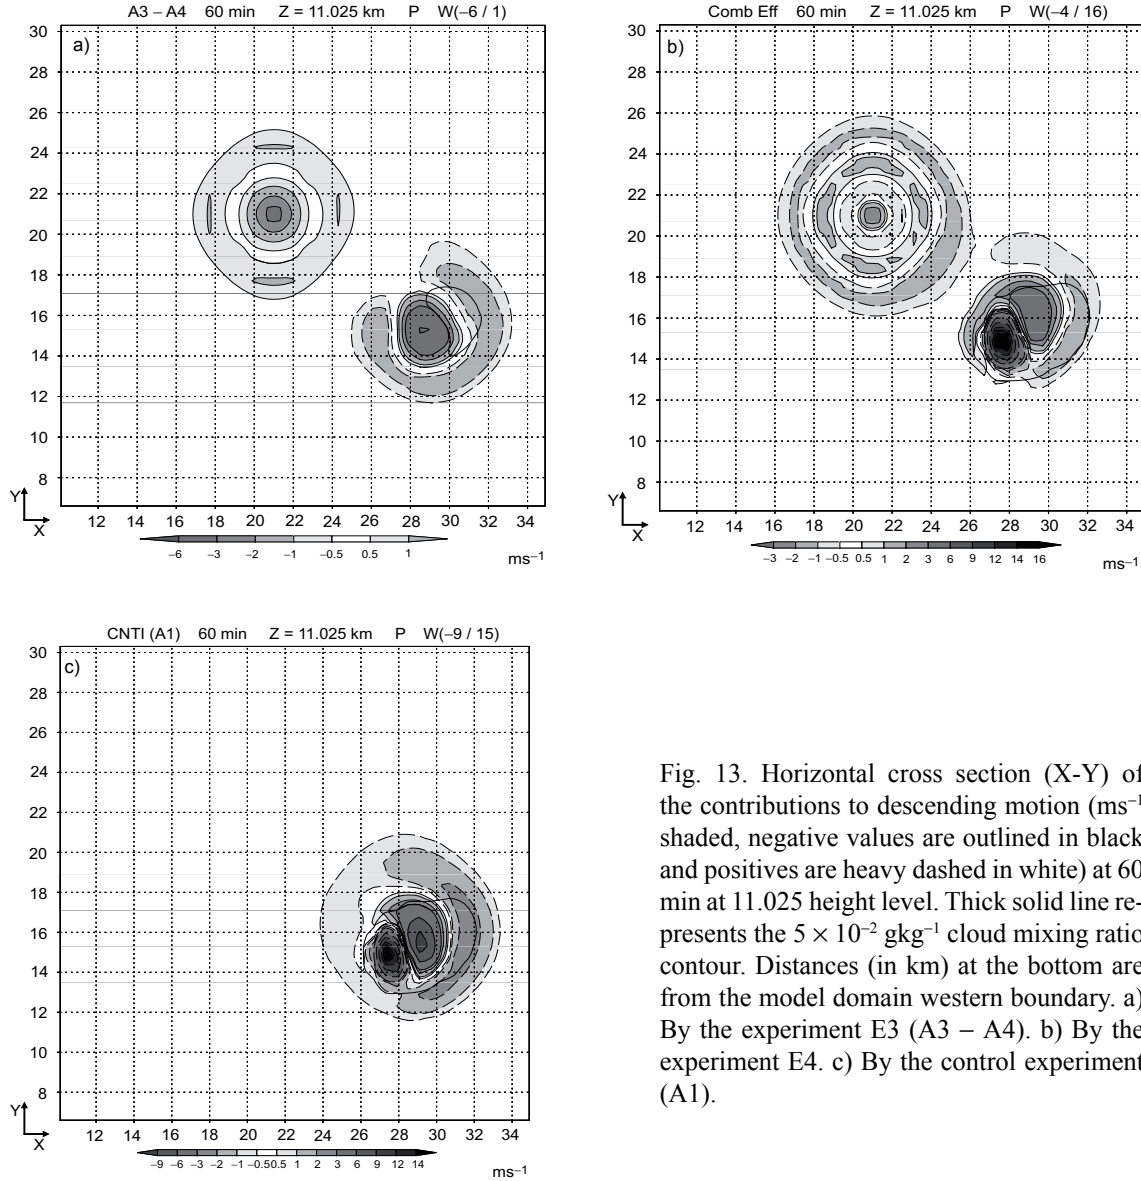 A3 – A4 60 min Z = 11.025 km P W(–6 / 1)
a)
30
28
26
24
22
20
18
16
14
12
10
8
Y
X
12 14 16 18 20 22 24 26 28 30 32 34
–6 –3 –2 –1 –0.5 0.5 1
ms–1
Comb Eff 60 min Z = 11.025 km P W(–4 / 16)
b)
30
28
26
24
22
20
18
16
14
12
10
8
Y
X
12 14 16 18 20 22 24 26 28 30 32 34
–3 –2 –1 –0.5 0.5 1 2 3 6 9 12 14 16
ms–1
CNTI (A1) 60 min Z = 11.025 km P W(–9 / 15)
c)
30
28
26
24
22
20
18
16
14
12
10
8
Y
X
12 14 16 18 20 22 24 26 28 30 32 34
–9 –6 –3 –2 –1 –0.5 0.5 1 2 3 6 9 12 14
ms–1
Fig. 13. Horizontal cross section (X-Y) of
the contributions to descending motion (ms–1
shaded, negative values are outlined in black
and positives are heavy dashed in white) at 60
min at 11.025 height level. Thick solid line re-
presents the 5 × 10–2 gkg–1 cloud mixing ratio
contour. Distances (in km) at the bottom are
from the model domain western boundary. a)
By the experiment E3 (A3 – A4). b) By the
experiment E4. c) By the control experiment
(A1).